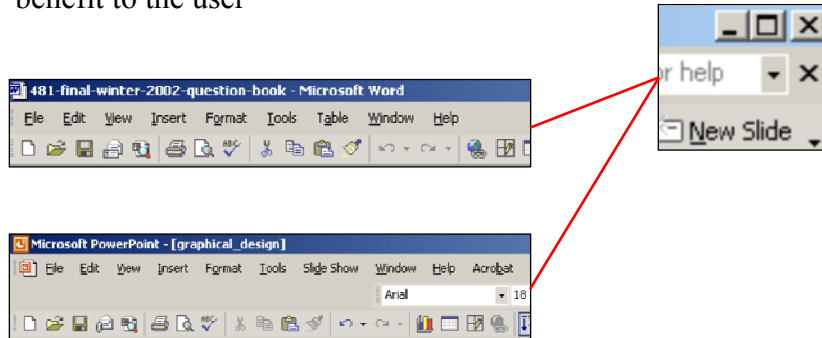 benefit to the user
or help
New Slide
481-final-winter-2002-question-book - Microsoft Word
File Edit View Insert Format Tools Table Window Help
Microsoft PowerPoint - [graphical_design]
File Edit View Insert Format Tools Slide Show Window Help Acrobat
Arial 18